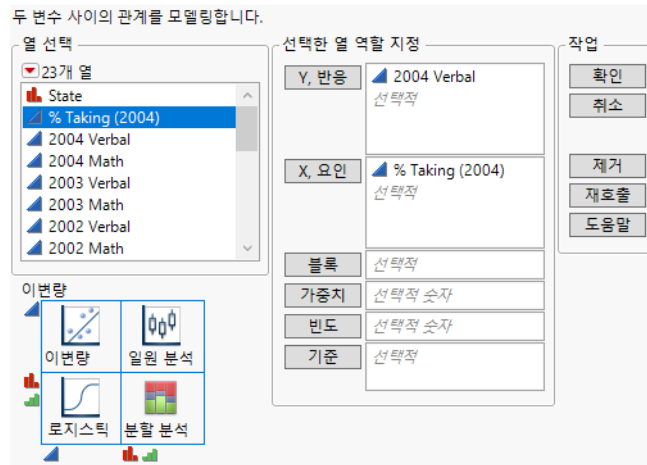 두 변수 사이의 관계를 모델링합니다.
열 선택
23개 열
State
% Taking (2004)
2004 Verbal
2004 Math
2003 Verbal
2003 Math
2002 Verbal
2002 Math
이변량
이변량
일원 분석
로지스틱
분할 분석
선택한 열 역할 지정
Y, 반응
2004 Verbal
선택적
X, 요인
% Taking (2004)
선택적
블록
선택적
가중치
선택적 숫자
빈도
선택적 숫자
기준
선택적
작업
확인
취소
제거
재호출
도움말